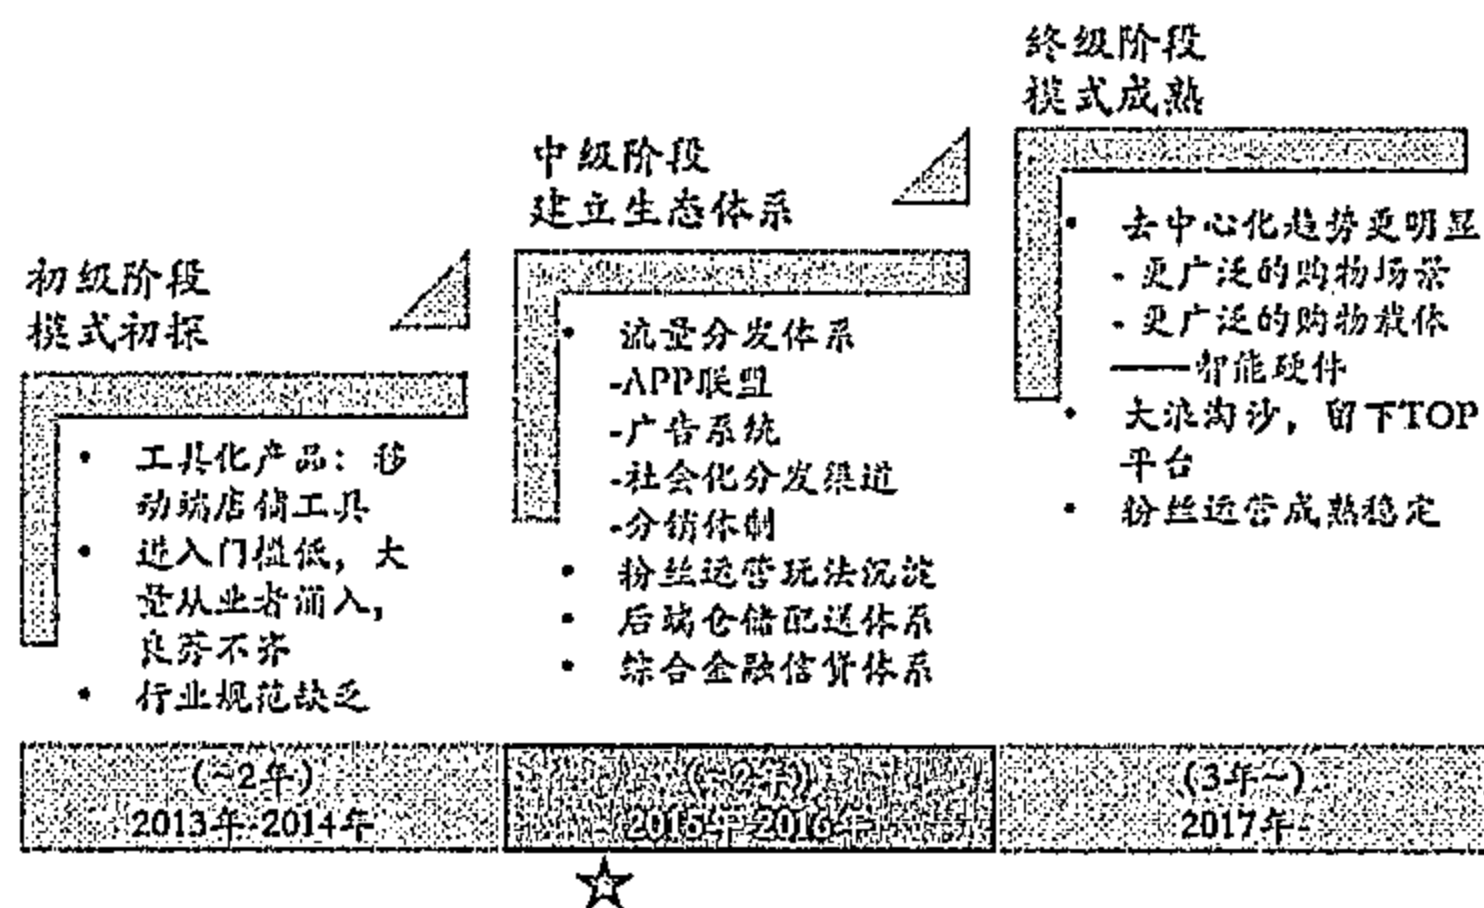 初级阶段
模式初探
工具化产品：移
动端店铺工具
进入门槛低，大
量从业者涌入，
良莠不齐
行业规范缺乏
(~2年)
2013年-2014年
中级阶段
建立生态体系
流量分发体系
-APP联盟
-广告系统
-社会化分发渠道
-分销体制
粉丝运营玩法沉淀
后端仓储配送体系
综合金融信贷体系
(~2年)
2015年-2016年
终级阶段
模式成熟
去中心化趋势更明显
- 更广泛的购物场景
- 更广泛的购物载体
——智能硬件
大浪淘沙，留下TOP
平台
粉丝运营成熟稳定
(3年~)
2017年-